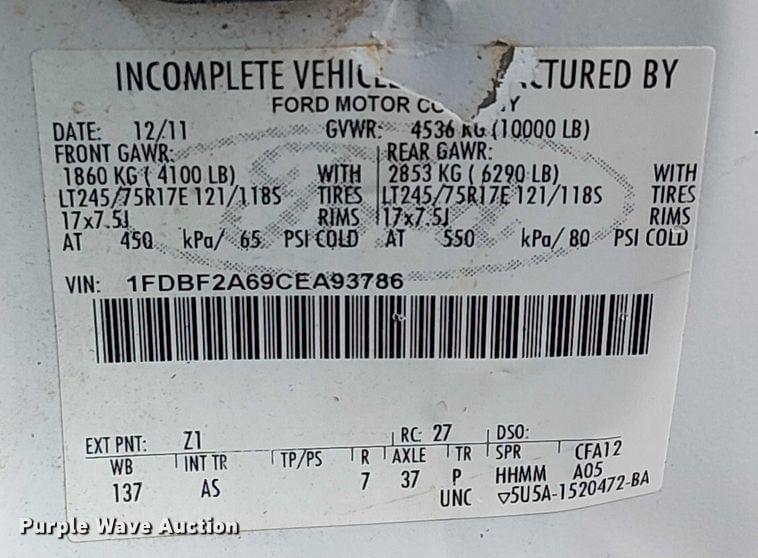 INCOMPLETE VEHIC CTURED BY
FORD MOTOR CO Y
DATE: 12/11 GVWR: 4536 KG (10000 LB)
FRONT GAWR: REAR GAWR:
1860 KG ( 4100 LB) WITH 2853 KG ( 6290 LB) WITH
LT245/75R17E 121/118S TIRES LT245/75R17E 121/118S TIRES
17x7.5J RIMS 17x7.5J RIMS
AT 450 kPa/ 65 PSI COLD AT 550 kPa/ 80 PSI COLD
VIN: 1FDBF2A69CEA93786
EXT PNT: Z1 RC: 27 DSO:
WB INT TR TP/PS R AXLE TR SPR CFA12
137 AS 7 37 P HHMM A05
UNC ▽5U5A-1520472-BA
Purple Wave Auction